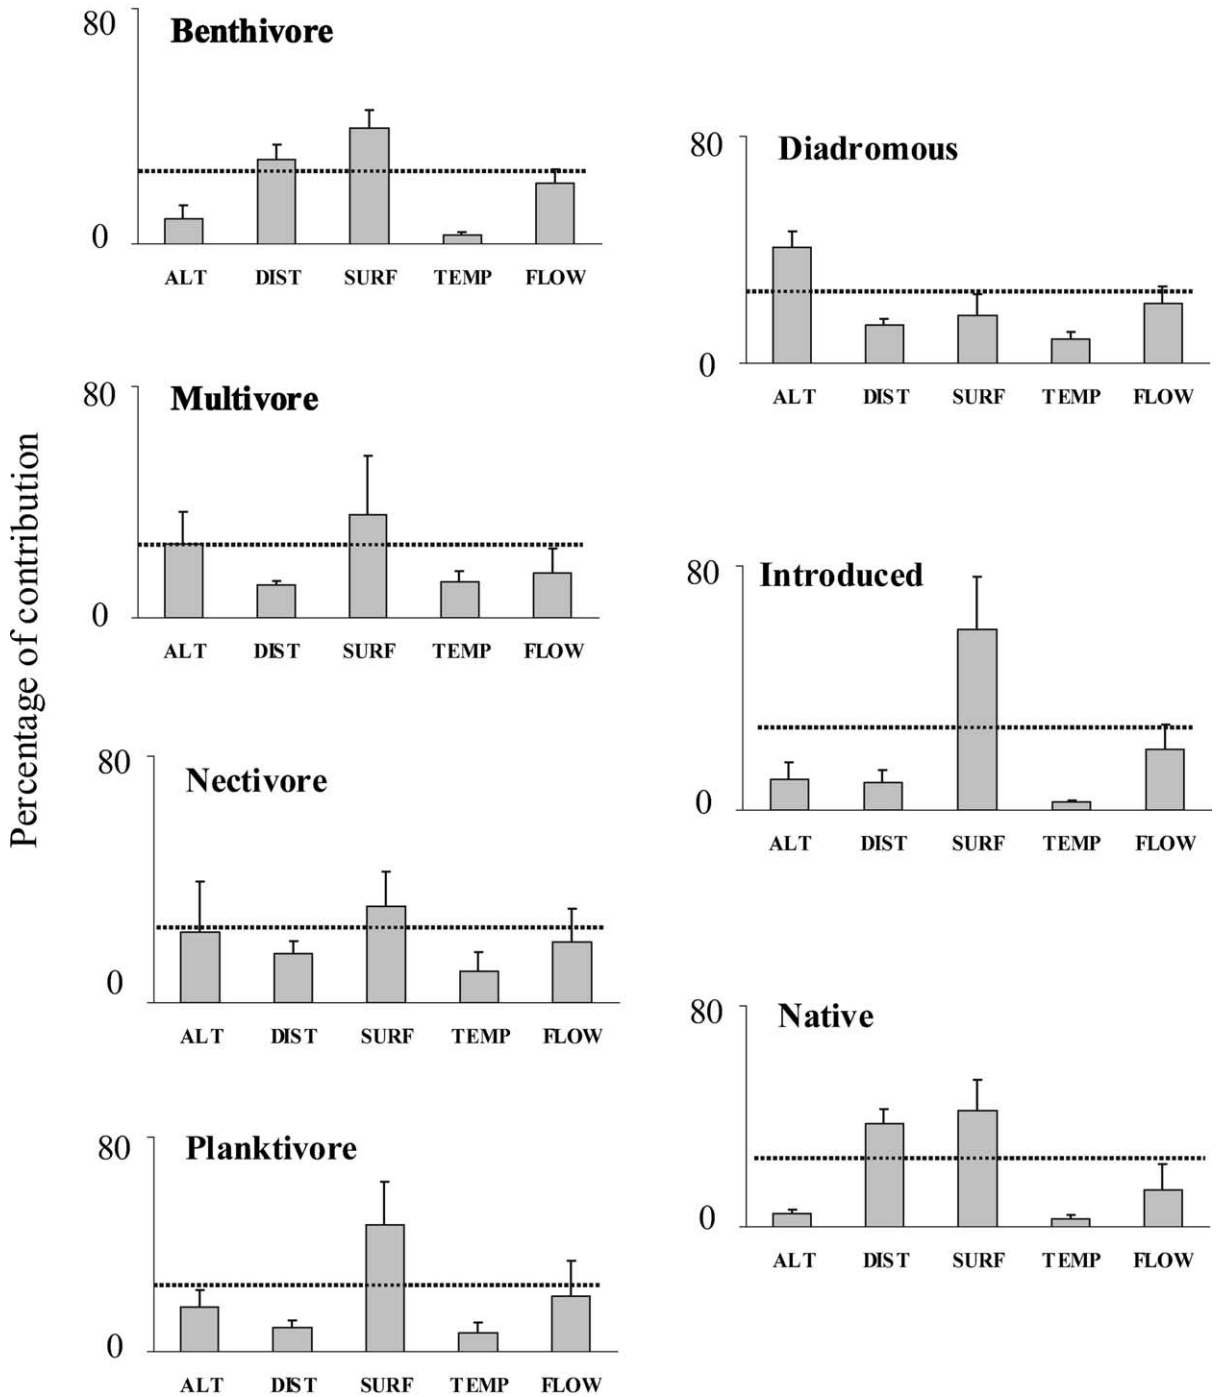 Percentage of contribution
80
Benthivore
0
ALT DIST SURF TEMP FLOW
80
Multivore
0
ALT DIST SURF TEMP FLOW
80
Nectivore
0
ALT DIST SURF TEMP FLOW
80
Planktivore
0
ALT DIST SURF TEMP FLOW
80
Diadromous
0
ALT DIST SURF TEMP FLOW
80
Introduced
0
ALT DIST SURF TEMP FLOW
80
Native
0
ALT DIST SURF TEMP FLOW